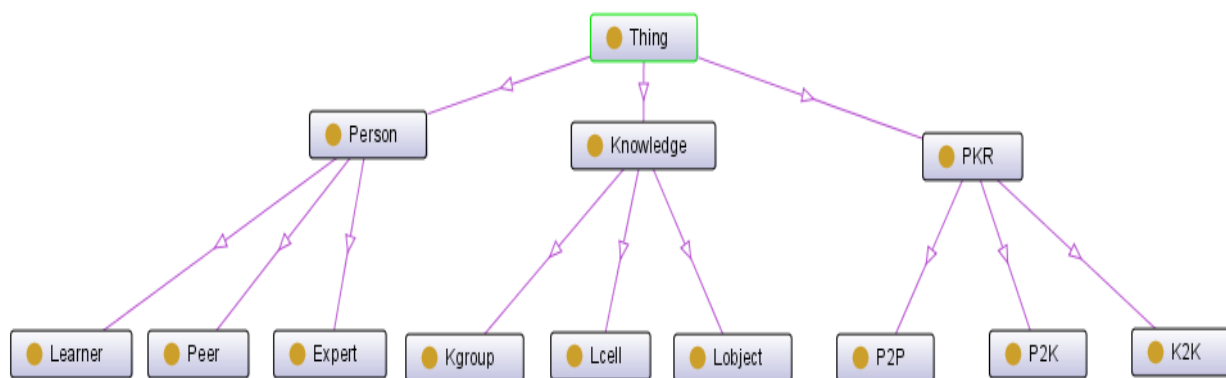 Thing
Person
Knowledge
PKR
Learner
Peer
Expert
Kgroup
Lcell
Lobject
P2P
P2K
K2K